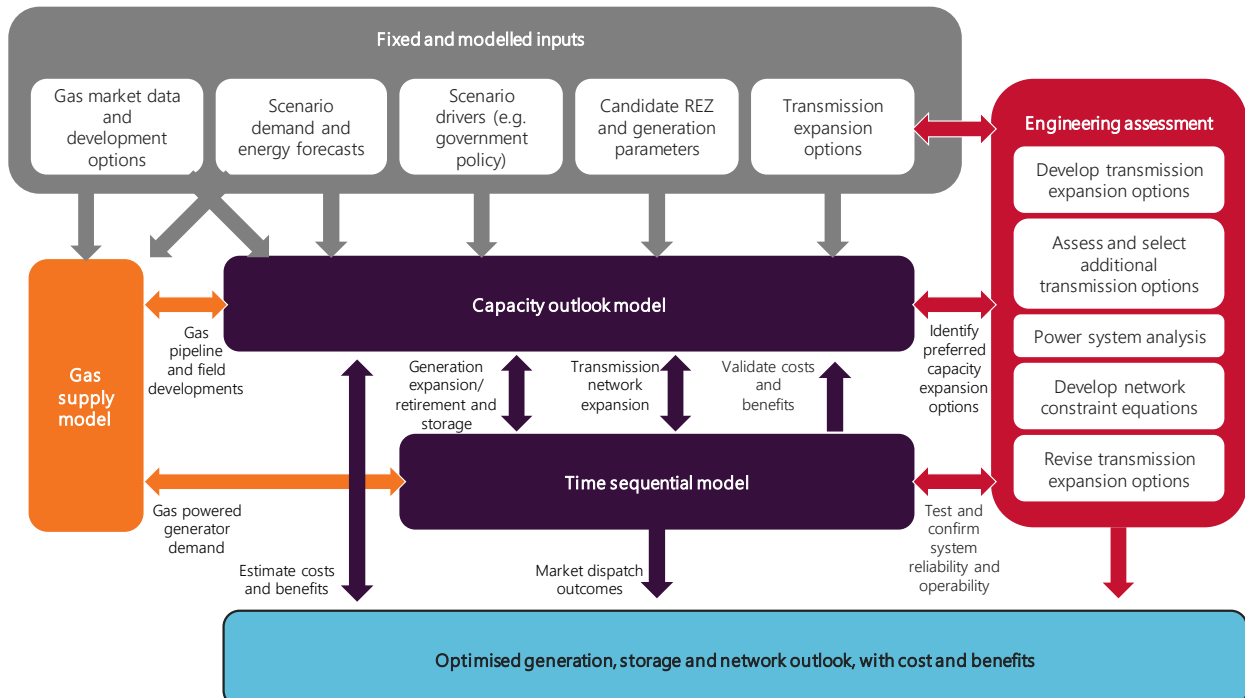 Fixed and modelled inputs
Gas market data
and
development
options
Scenario
demand and
energy forecasts
Scenario
drivers (e.g.
government
policy)
Candidate REZ
and generation
parameters
Transmission
expansion
options
Engineering assessment
Develop transmission
expansion options
Assess and select
additional
transmission options
Power system analysis
Develop network
constraint equations
Revise transmission
expansion options
Gas
supply
model
Capacity outlook model
Gas
pipeline
and field
developments
Generation
expansion/
retirement and
storage
Transmission
network
expansion
Validate costs
and
benefits
Identify
preferred
capacity
expansion
options
Time sequential model
Gas powered
generator
demand
Estimate costs
and benefits
Market dispatch
outcomes
Test and
confirm
system
reliability and
operability
Optimised generation, storage and network outlook, with cost and benefits